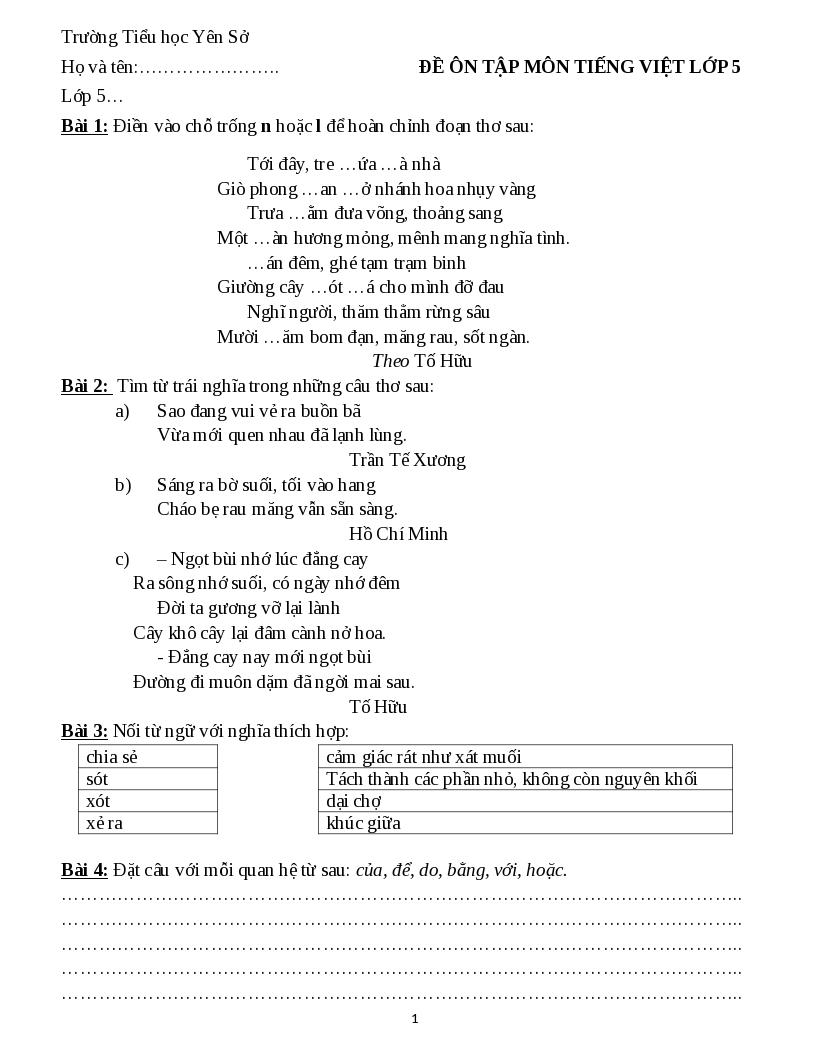 Trường Tiểu học Yên Sở
Họ và tên:………………….. ĐỀ ÔN TẬP MÔN TIẾNG VIỆT LỚP 5
Lớp 5…
Bài 1: Điền vào chỗ trống n hoặc l để hoàn chỉnh đoạn thơ sau:
Tới đây, tre …ứa …à nhà
Giò phong …an …ở nhánh hoa nhụy vàng
Trưa …ằm đưa võng, thoảng sang
Một …àn hương mỏng, mênh mang nghĩa tình.
…án đêm, ghé tạm trạm binh
Giường cây …ót …á cho mình đỡ đau
Nghĩ người, thăm thẳm rừng sâu
Mười …ăm bom đạn, măng rau, sốt ngàn.
Theo Tố Hữu
Bài 2: Tìm từ trái nghĩa trong những câu thơ sau:
a) Sao đang vui vẻ ra buồn bã
Vừa mới quen nhau đã lạnh lùng.
Trần Tế Xương
b) Sáng ra bờ suối, tối vào hang
Cháo bẹ rau măng vẫn sẵn sàng.
Hồ Chí Minh
c) – Ngọt bùi nhớ lúc đắng cay
Ra sông nhớ suối, có ngày nhớ đêm
Đời ta gương vỡ lại lành
Cây khô cây lại đâm cành nở hoa.
- Đắng cay nay mới ngọt bùi
Đường đi muôn dặm đã ngời mai sau.
Tố Hữu
Bài 3: Nối từ ngữ với nghĩa thích hợp:
chia sẻ cảm giác rát như xát muối
sót Tách thành các phần nhỏ, không còn nguyên khối
xót dại chợ
xẻ ra khúc giữa
Bài 4: Đặt câu với mỗi quan hệ từ sau: của, để, do, bằng, với, hoặc.
………………………………………………………………………………………………..
………………………………………………………………………………………………..
………………………………………………………………………………………………..
………………………………………………………………………………………………..
………………………………………………………………………………………………..
1